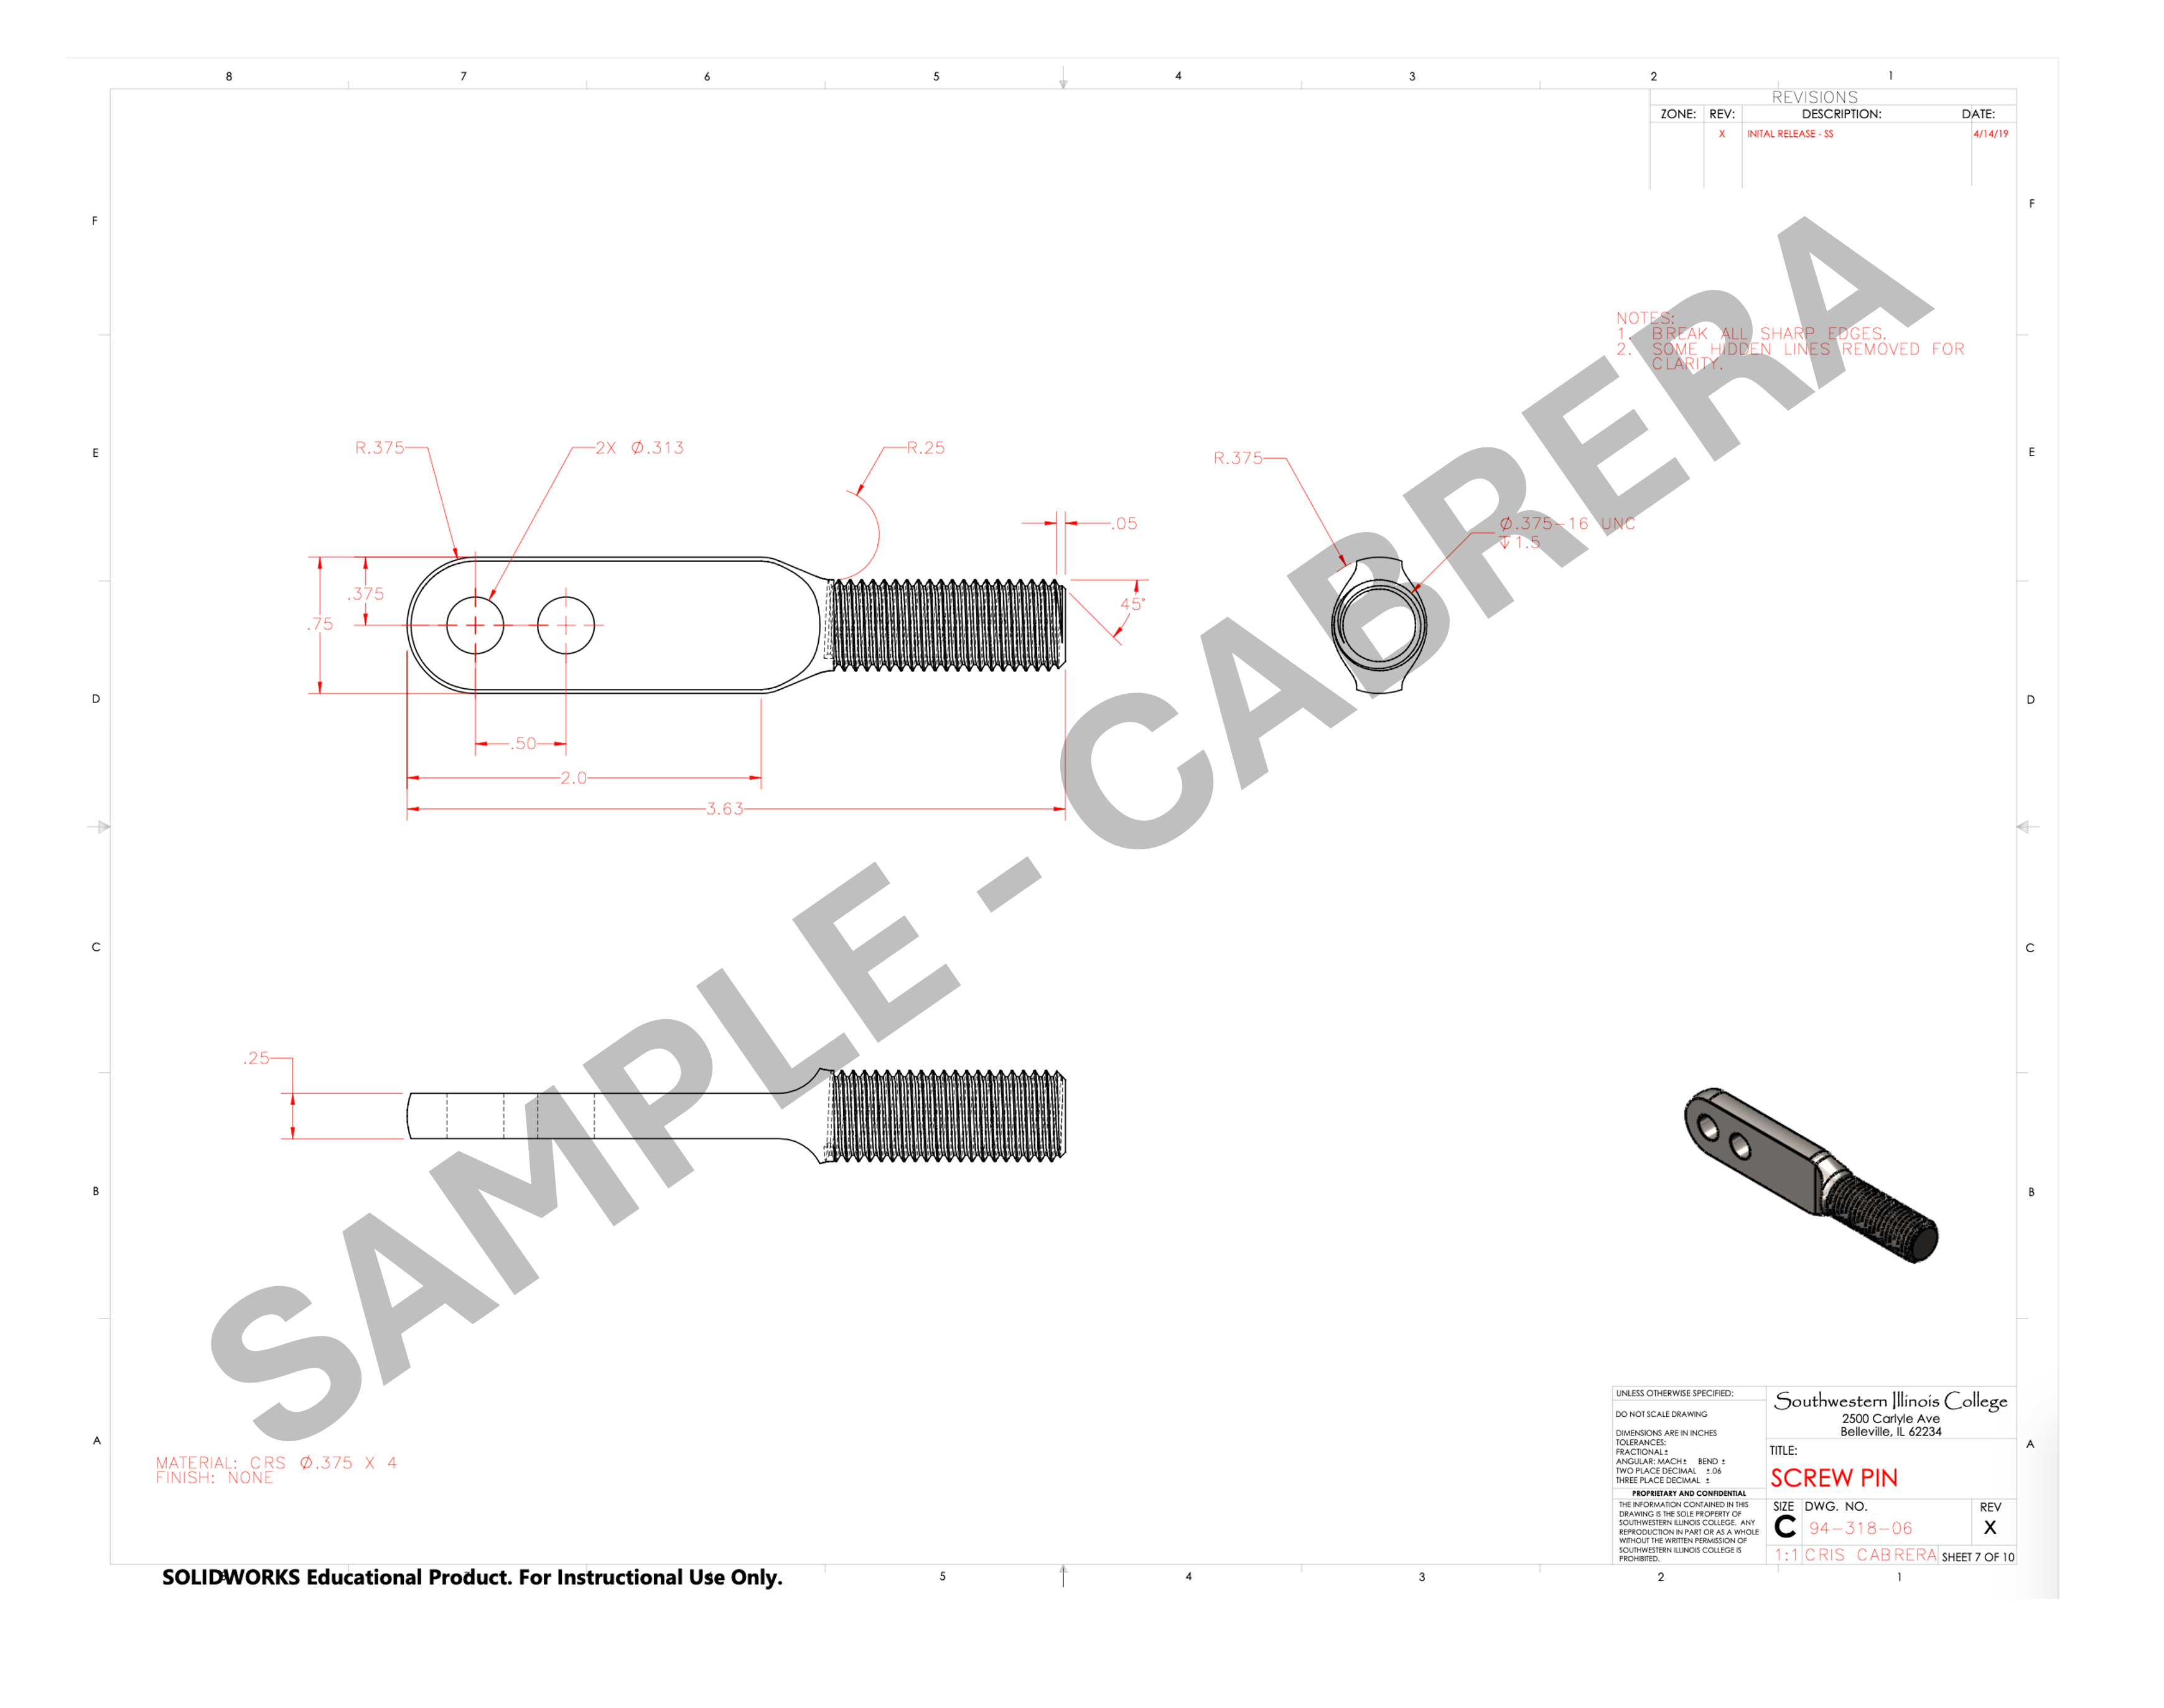 8 7 6 5 4 3 2 1
REVISIONS
ZONE: REV: DESCRIPTION: DATE:
X INITAL RELEASE - SS 4/14/19
F F
NOTES:
1. BREAK ALL SHARP EDGES.
2. SOME HIDDEN LINES REMOVED FOR
CLARITY.
E E
R.375 2X Ø.313 R.25 R.375
.05 Ø.375-16 UNC
↧ 1.5
.375
.75
45°
D D
.50
2.0
3.63
SAMPLE - CABRERA
C C
.25
B B
A A
MATERIAL: CRS Ø.375 X 4
FINISH: NONE
UNLESS OTHERWISE SPECIFIED:
DO NOT SCALE DRAWING
DIMENSIONS ARE IN INCHES
TOLERANCES:
FRACTIONAL ±
ANGULAR: MACH ± BEND ±
TWO PLACE DECIMAL ±.06
THREE PLACE DECIMAL ±
PROPRIETARY AND CONFIDENTIAL
THE INFORMATION CONTAINED IN THIS
DRAWING IS THE SOLE PROPERTY OF
SOUTHWESTERN ILLINOIS COLLEGE. ANY
REPRODUCTION IN PART OR AS A WHOLE
WITHOUT THE WRITTEN PERMISSION OF
SOUTHWESTERN ILLINOIS COLLEGE IS
PROHIBITED.
Southwestern Illinois College
2500 Carlyle Ave
Belleville, IL 62234
TITLE:
SCREW PIN
SIZE DWG. NO. REV
C 94-318-06 X
1:1 CRIS CABRERA SHEET 7 OF 10
SOLIDWORKS Educational Product. For Instructional Use Only.
5 4 3 2 1